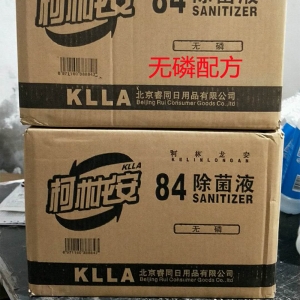 84 除菌液
SANITIZER
无磷
无磷配方
KLLA 北京睿同日用品有限公司
Beijing Rui Consumer Goods Co.,Ltd.
柯林龙安
KELINLONGAN
KLLA
84 除菌液
SANITIZER
无磷
KLLA 北京睿同日用品有限公司
Beijing Rui Consumer Goods Co.,Ltd.